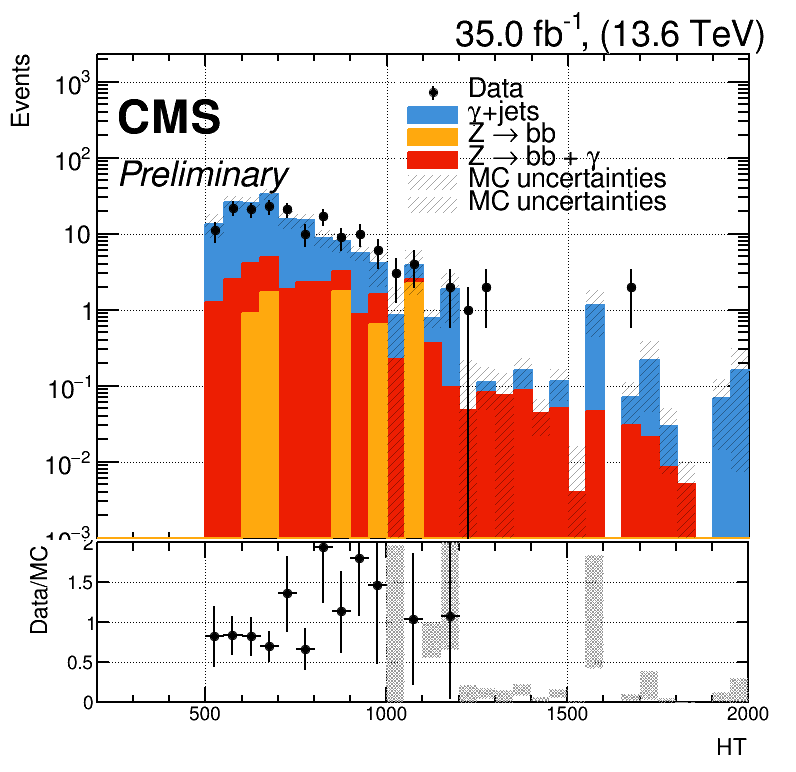 35.0 fb⁻¹, (13.6 TeV)
Events
10³
10²
10
1
10⁻¹
10⁻²
10⁻³
CMS
Preliminary
Data
γ+jets
Z → bb
Z → bb + γ
MC uncertainties
MC uncertainties
Data/MC
2
1.5
1
0.5
0
500
1000
1500
2000
HT